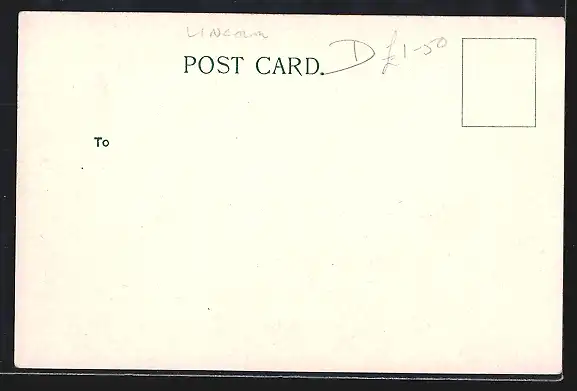 LINCOLN
POST CARD.
D £1-50
To